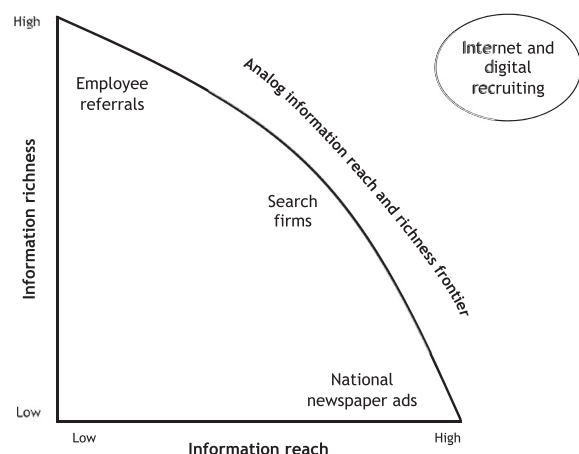 High
Internet and
digital
recruiting
Employee
referrals
Analog information reach and richness frontier
Information richness
Search
firms
National
newspaper ads
Low
Low
High
Information reach